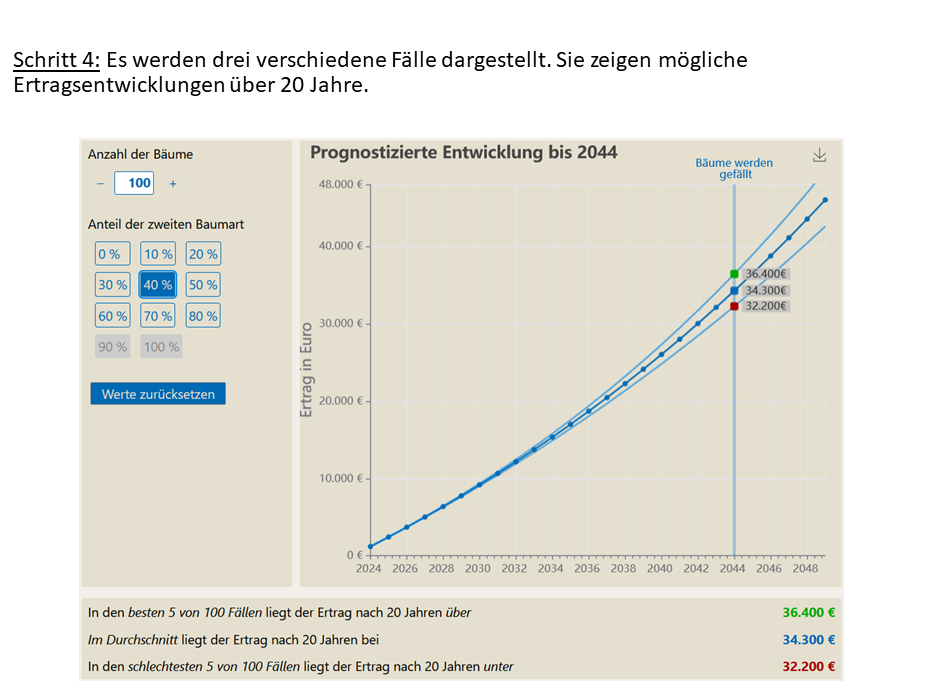 Schritt 4: Es werden drei verschiedene Fälle dargestellt. Sie zeigen mögliche
Ertragsentwicklungen über 20 Jahre.
Anzahl der Bäume
− 100 +
Anteil der zweiten Baumart
0 % 10 % 20 %
30 % 40 % 50 %
60 % 70 % 80 %
90 % 100 %
Werte zurücksetzen
Prognostizierte Entwicklung bis 2044
Bäume werden
gefällt
Ertrag in Euro
48.000 €
40.000 €
30.000 €
20.000 €
10.000 €
0 €
36.400€
34.300€
32.200€
2024 2026 2028 2030 2032 2034 2036 2038 2040 2042 2044 2046 2048
In den besten 5 von 100 Fällen liegt der Ertrag nach 20 Jahren über 36.400 €
Im Durchschnitt liegt der Ertrag nach 20 Jahren bei 34.300 €
In den schlechtesten 5 von 100 Fällen liegt der Ertrag nach 20 Jahren unter 32.200 €